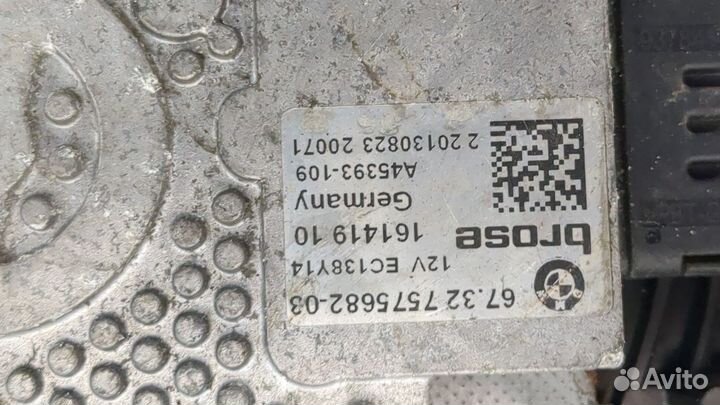 67.32 7575682-03
12V EC138Y14
brose
161419 10
Germany
A45393-109
2 20130823 20071
Avito